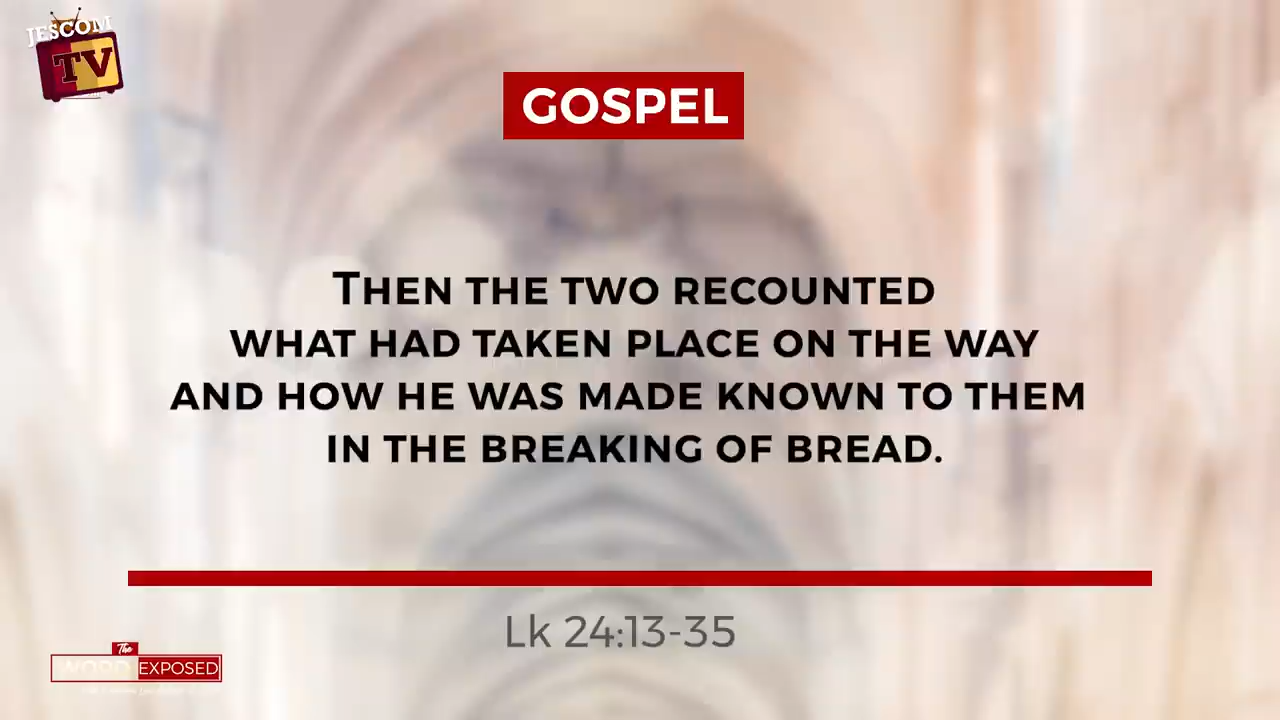 JESCOM
TV
GOSPEL
THEN THE TWO RECOUNTED
WHAT HAD TAKEN PLACE ON THE WAY
AND HOW HE WAS MADE KNOWN TO THEM
IN THE BREAKING OF BREAD.
Lk 24:13-35
The
WORD EXPOSED